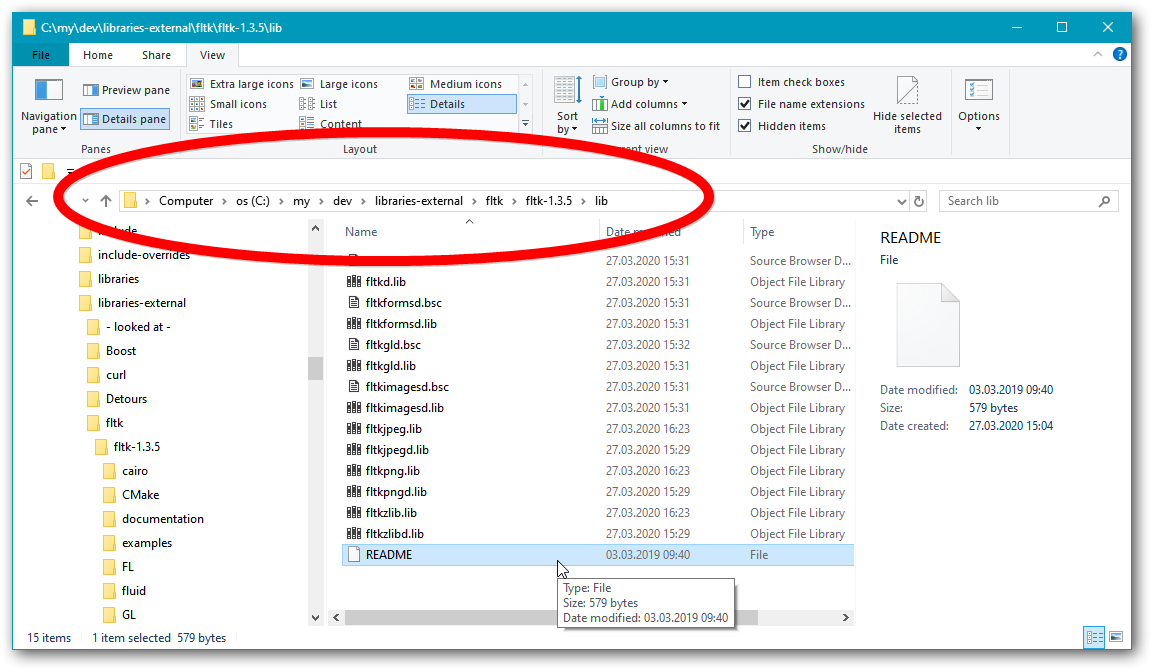 C:\my\dev\libraries-external\fltk\fltk-1.3.5\lib
File Home Share View
Navigation pane
Preview pane
Details pane
Panes
Extra large icons Large icons Medium icons
Small icons List Details
Tiles Content
Layout
Sort by
Group by
Add columns
Size all columns to fit
view
Item check boxes
File name extensions
Hidden items
Hide selected items
Show/hide
Options
Computer os (C:) my dev libraries-external fltk fltk-1.3.5 lib
Search lib
include
include-overrides
libraries
libraries-external
- looked at -
Boost
curl
Detours
fltk
fltk-1.3.5
cairo
CMake
documentation
examples
FL
fluid
GL
Name Date modified Type
27.03.2020 15:31 Source Browser D...
fltkd.lib 27.03.2020 15:31 Object File Library
fltkformsd.bsc 27.03.2020 15:31 Source Browser D...
fltkformsd.lib 27.03.2020 15:31 Object File Library
fltkgld.bsc 27.03.2020 15:32 Source Browser D...
fltkgld.lib 27.03.2020 15:31 Object File Library
fltkimagesd.bsc 27.03.2020 15:31 Source Browser D...
fltkimagesd.lib 27.03.2020 15:31 Object File Library
fltkjpeg.lib 27.03.2020 16:23 Object File Library
fltkjpegd.lib 27.03.2020 15:29 Object File Library
fltkpng.lib 27.03.2020 16:23 Object File Library
fltkpngd.lib 27.03.2020 15:29 Object File Library
fltkzlib.lib 27.03.2020 16:23 Object File Library
fltkzlibd.lib 27.03.2020 15:29 Object File Library
README 03.03.2019 09:40 File
Type: File
Size: 579 bytes
Date modified: 03.03.2019 09:40
README
File
Date modified: 03.03.2019 09:40
Size: 579 bytes
Date created: 27.03.2020 15:04
15 items 1 item selected 579 bytes